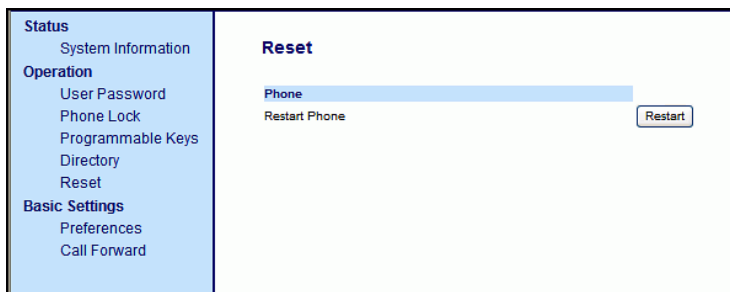 Status
System Information
Operation
User Password
Phone Lock
Programmable Keys
Directory
Reset
Basic Settings
Preferences
Call Forward
Reset
Phone
Restart Phone
Restart